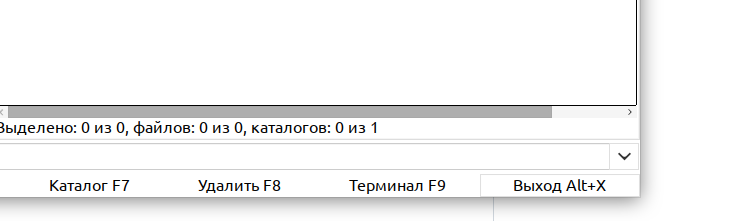 Выделено: 0 из 0, файлов: 0 из 0, каталогов: 0 из 1
Каталог F7 Удалить F8 Терминал F9 Выход Alt+X